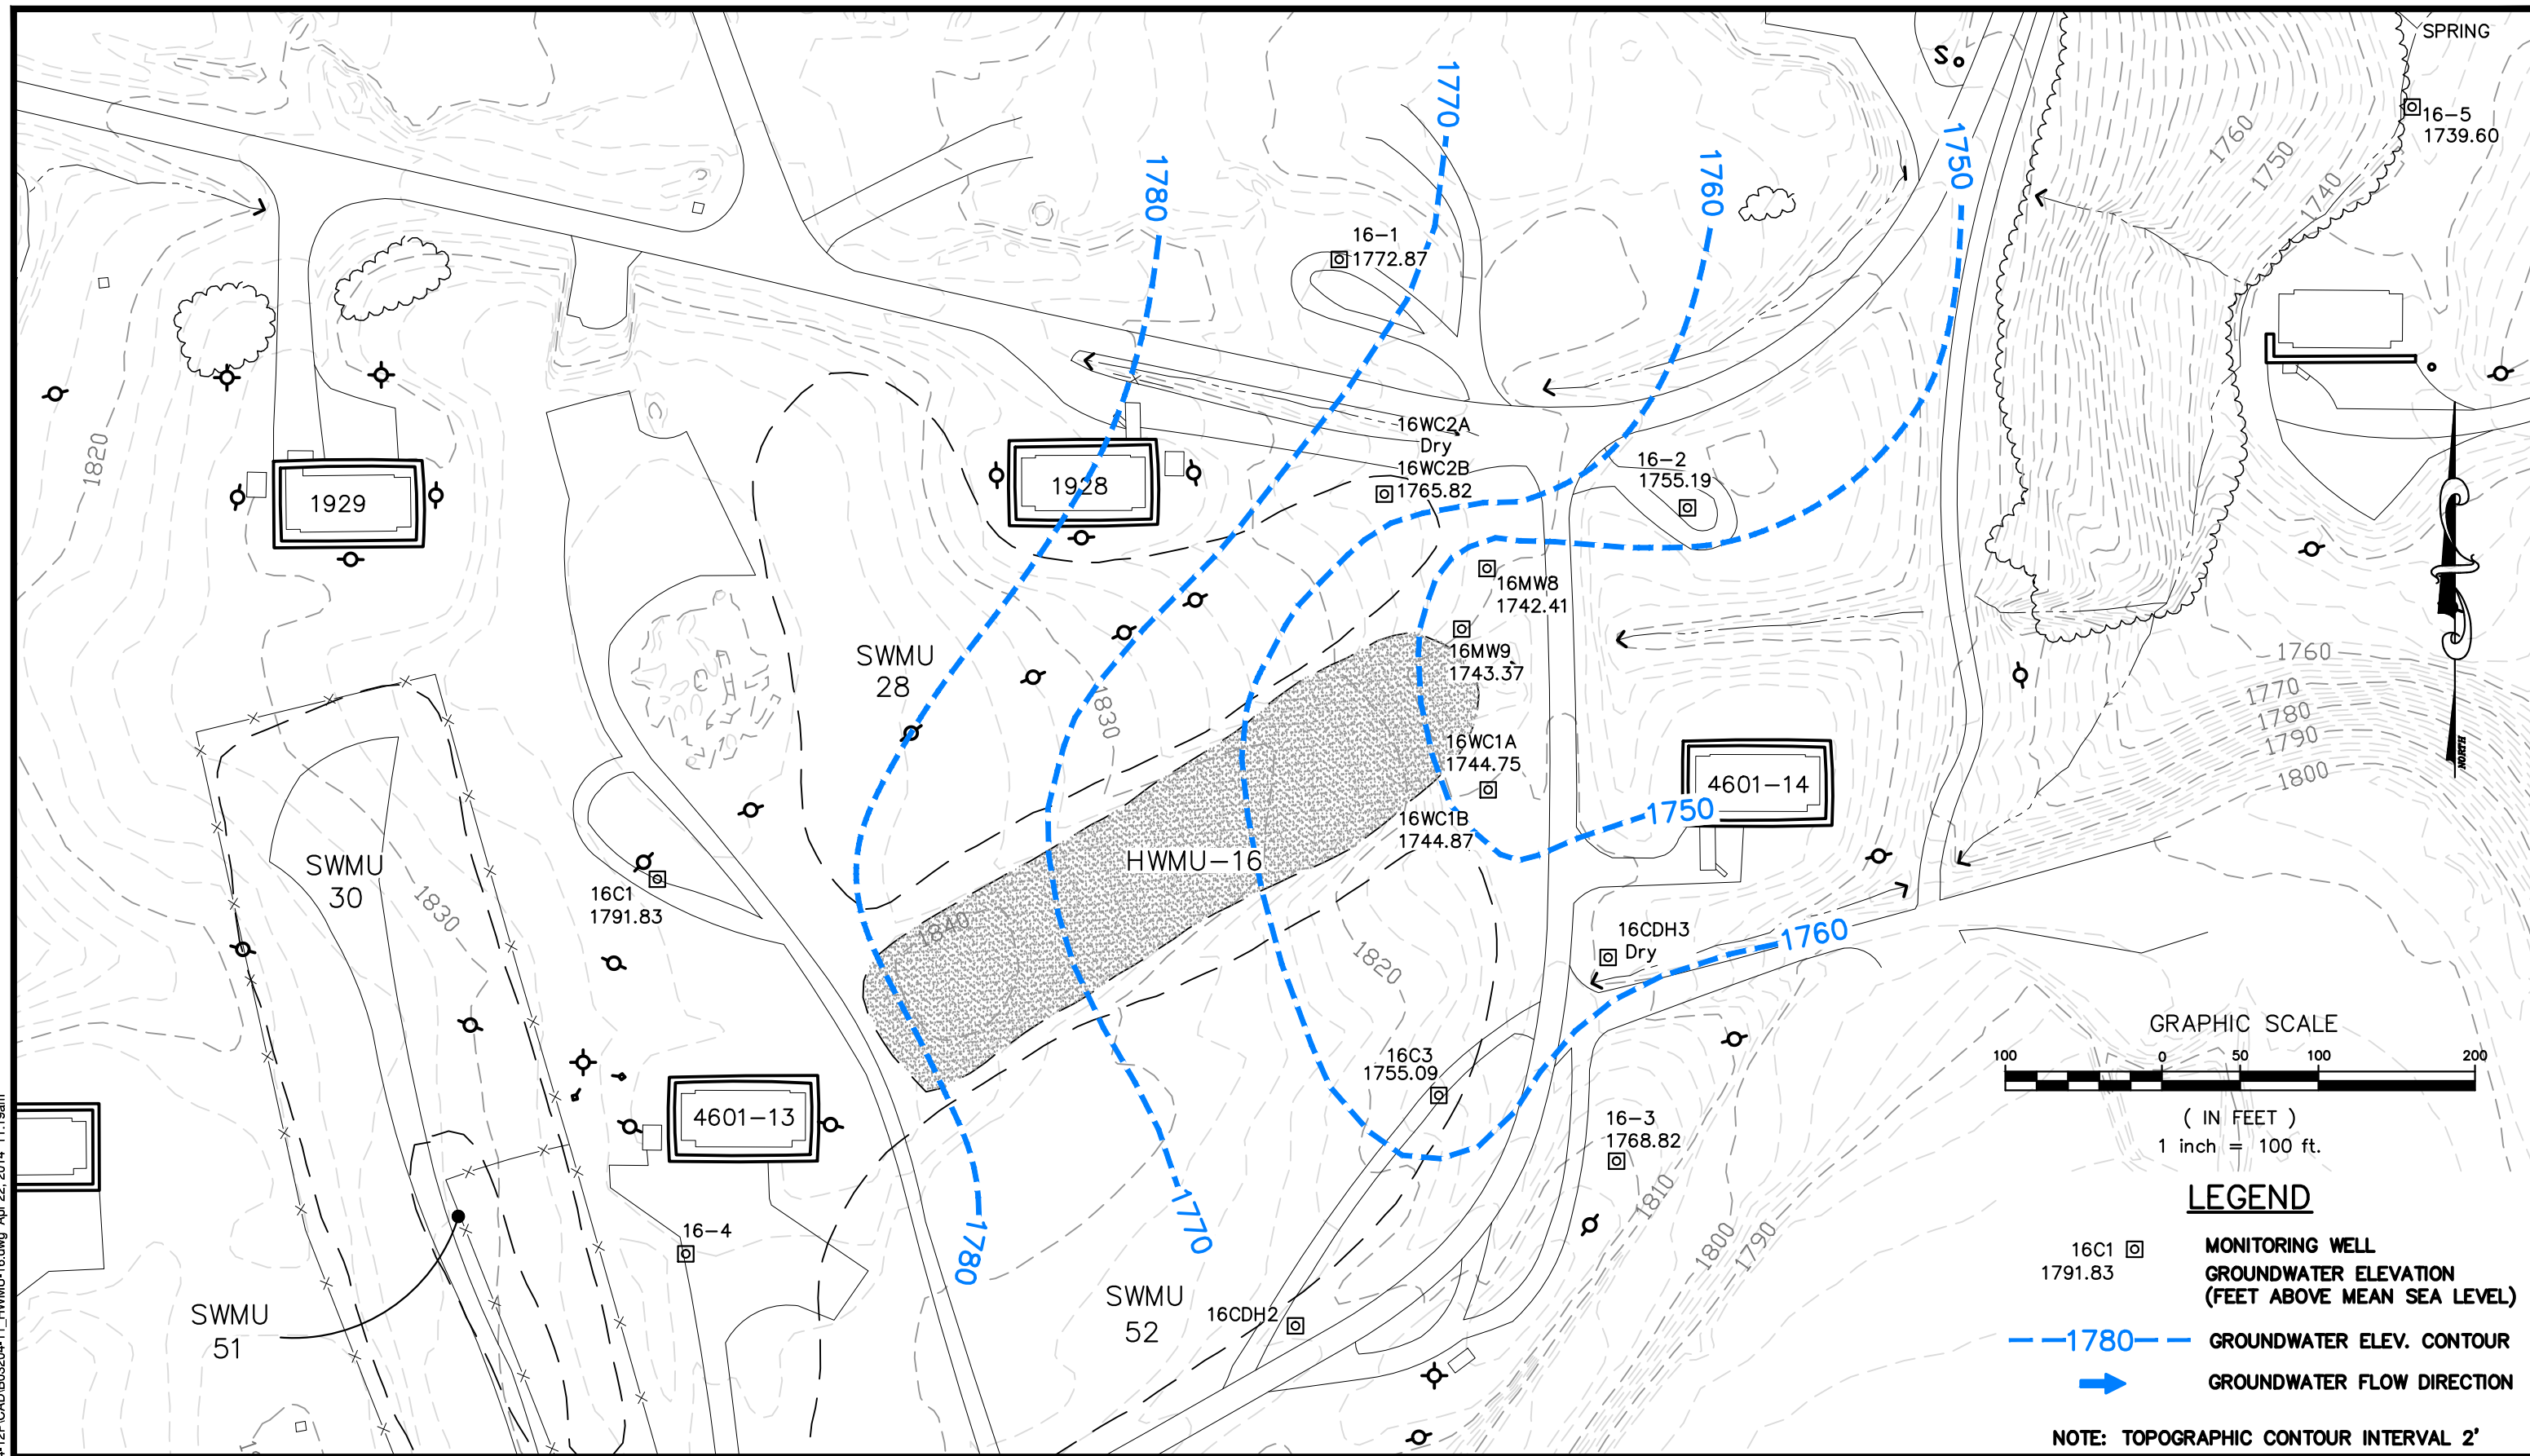 SPRING
S
16-5
1739.60
1770
1780
1760
1750
1760
1750
1740
16-1
1772.87
1820
16WC2A
Dry
16WC2B
1765.82
16-2
1755.19
1929
1928
16MW8
1742.41
SWMU
28
16MW9
1743.37
1760
1770
1780
1790
1800
1830
NORTH
16WC1A
1744.75
4601-14
1750
16WC1B
1744.87
HWMU-16
SWMU
30
16C1
1791.83
1830
1840
1820
16CDH3
Dry
1760
GRAPHIC SCALE
100 0 50 100 200
( IN FEET )
1 inch = 100 ft.
16C3
1755.09
4601-13
16-3
1768.82
1810
1800
1790
16-4
1780
1770
SWMU
51
SWMU
52
16CDH2
LEGEND
16C1
1791.83
MONITORING WELL
GROUNDWATER ELEVATION
(FEET ABOVE MEAN SEA LEVEL)
1780
GROUNDWATER ELEV. CONTOUR
GROUNDWATER FLOW DIRECTION
NOTE: TOPOGRAPHIC CONTOUR INTERVAL 2'